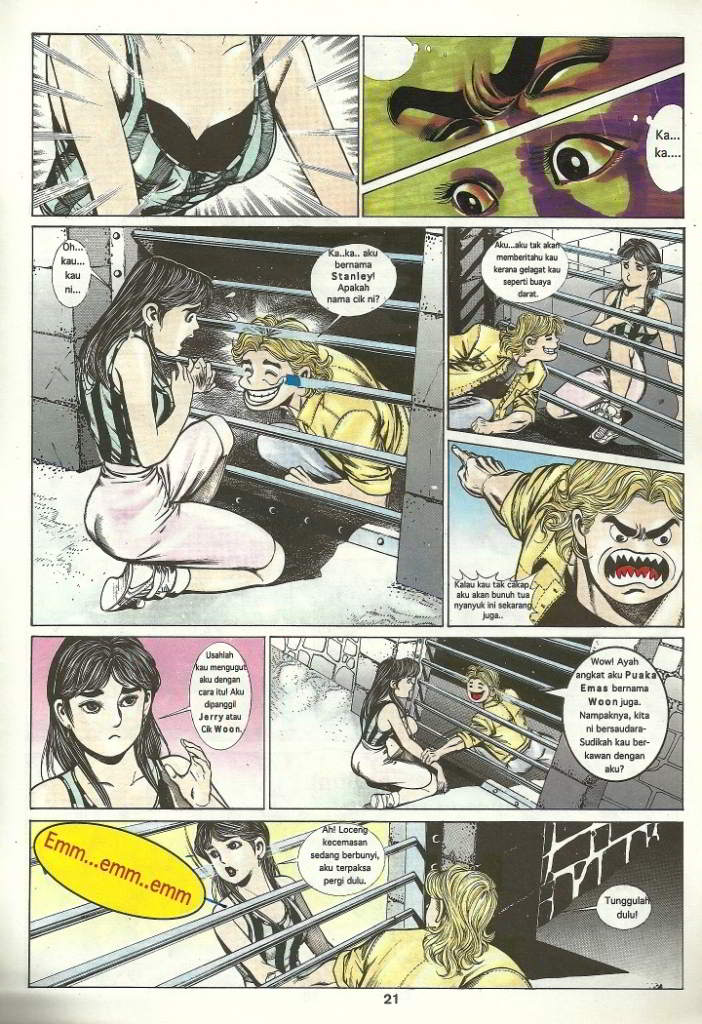 Ka...
ka....
Oh...
kau...
kau
ni...
Ka..ka.. aku
bernama
Stanley!
Apakah
nama cik ni?
Aku...aku tak akan
memberitahu kau
kerana gelagat kau
seperti buaya
darat.
Kalau kau tak cakap,
aku akan bunuh tua
nyanyuk ini sekarang
juga..
Usahlah
kau mengugut
aku dengan
cara itu! Aku
dipanggil
Jerry atau
Cik Woon.
Wow! Ayah
angkat aku Puaka
Emas bernama
Woon juga.
Nampaknya, kita
ni bersaudara-
Sudikah kau ber-
kawan dengan
aku?
Emm...emm..emm
Ah! Loceng
kecemasan
sedang berbunyi,
aku terpaksa
pergi dulu.
Tunggulah
dulu!
21